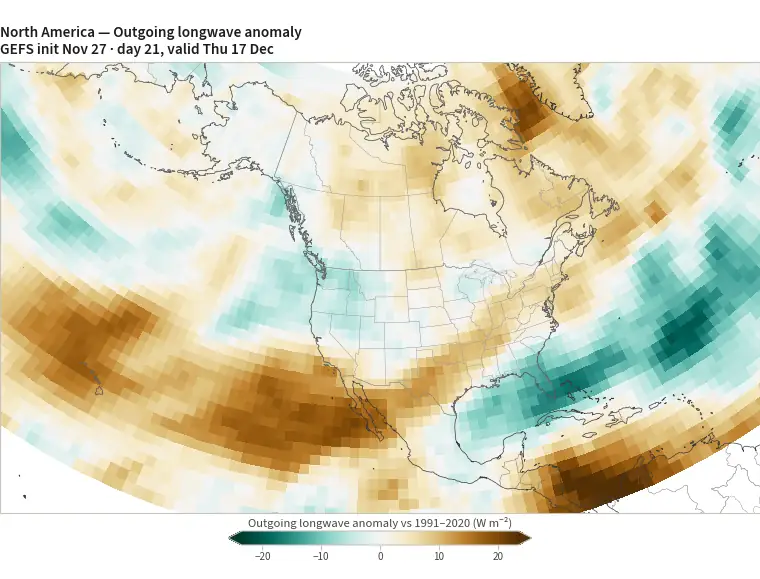 North America — Outgoing longwave anomaly
GEFS init Nov 27 · day 21, valid Thu 17 Dec
Outgoing longwave anomaly vs 1991–2020 (W m⁻²)
−20 −10 0 10 20